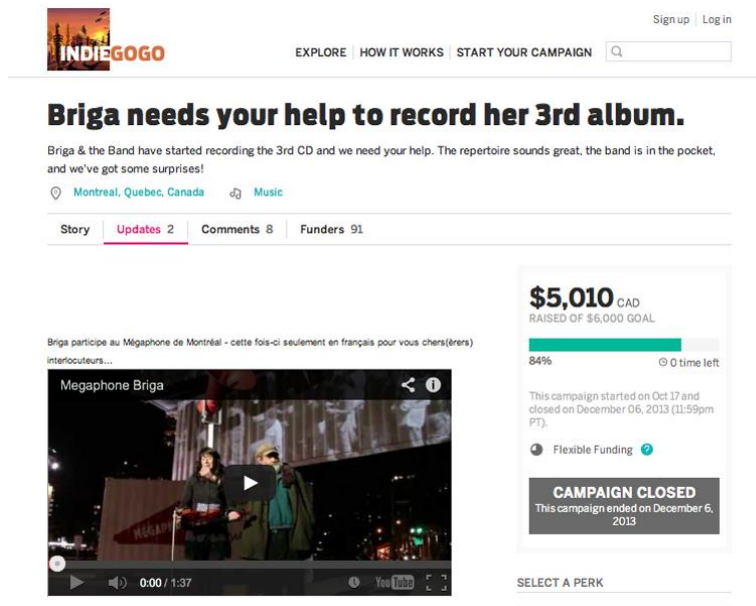 INDIEGOGO
Sign up Log in
EXPLORE HOW IT WORKS START YOUR CAMPAIGN
Briga needs your help to record her 3rd album.
Briga & the Band have started recording the 3rd CD and we need your help. The repertoire sounds great, the band is in the pocket,
and we've got some surprises!
Montreal, Quebec, Canada Music
Story Updates 2 Comments 8 Funders 91
$5,010 CAD
RAISED OF $6,000 GOAL
84% 0 time left
This campaign started on Oct 17 and
closed on December 06, 2013 (11:59pm
PT).
Flexible Funding ?
CAMPAIGN CLOSED
This campaign ended on December 6,
2013
SELECT A PERK
Briga participe au Mégaphone de Montréal - cette fois-ci seulement en français pour vous chers(èrers)
interlocuteurs...
Megaphone Briga
MÉGAP
0:00 / 1:37
YouTube